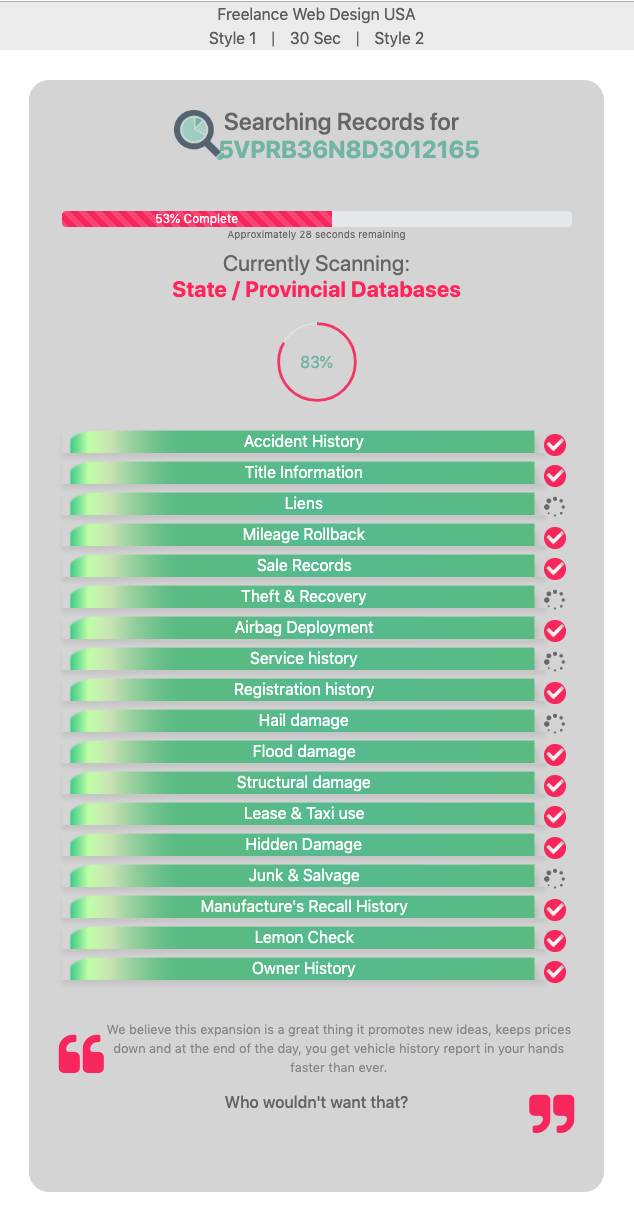 Freelance Web Design USA
Style 1 | 30 Sec | Style 2
Searching Records for
5VPRB36N8D3012165
53% Complete
Approximately 28 seconds remaining
Currently Scanning:
State / Provincial Databases
83%
Accident History
Title Information
Liens
Mileage Rollback
Sale Records
Theft & Recovery
Airbag Deployment
Service history
Registration history
Hail damage
Flood damage
Structural damage
Lease & Taxi use
Hidden Damage
Junk & Salvage
Manufacture's Recall History
Lemon Check
Owner History
We believe this expansion is a great thing it promotes new ideas, keeps prices
down and at the end of the day, you get vehicle history report in your hands
faster than ever.
Who wouldn't want that?